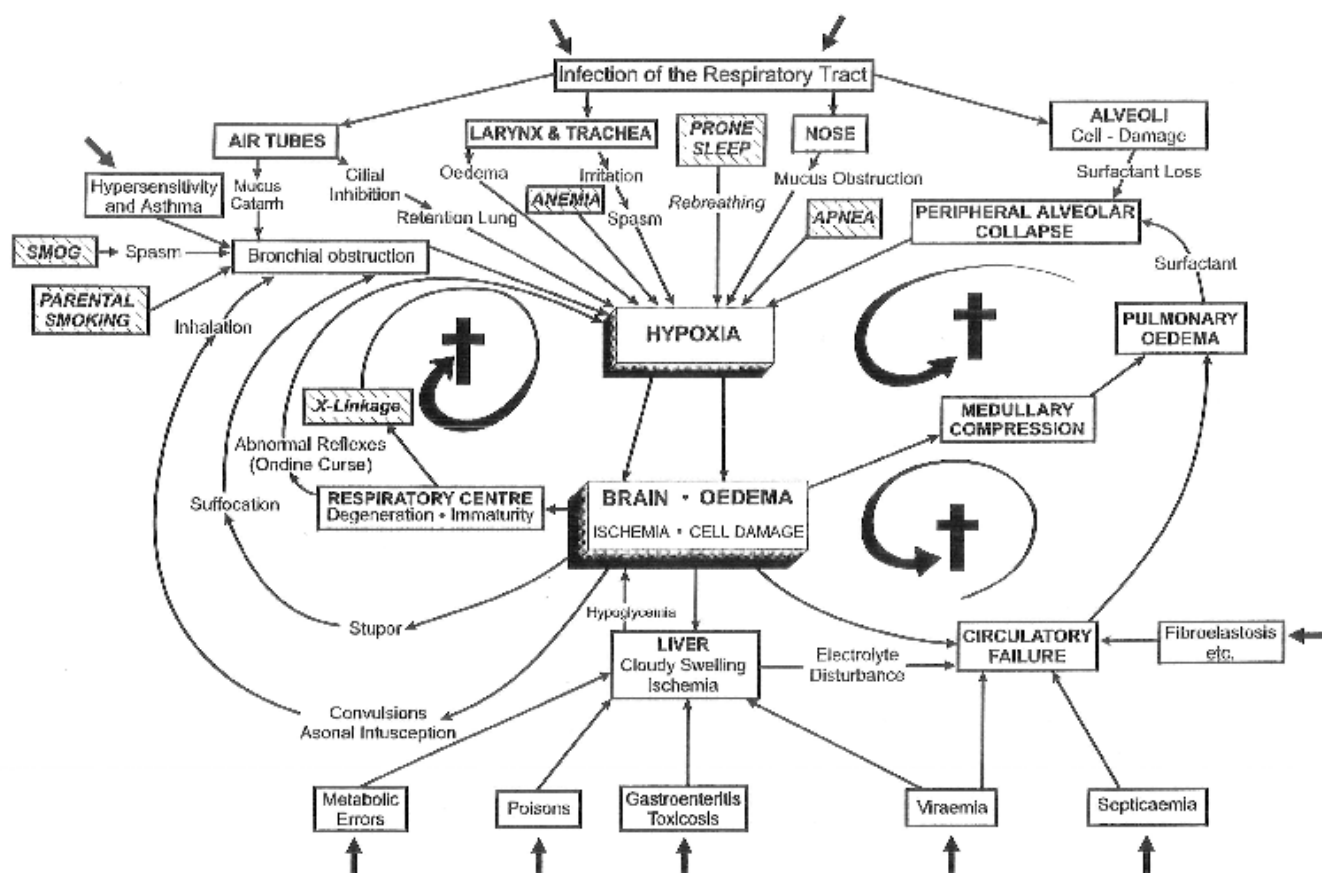 Infection of the Respiratory Tract
AIR TUBES
LARYNX & TRACHEA
PRONE
SLEEP
NOSE
ALVEOLI
Cell - Damage
Hypersensitivity
and Asthma
Mucus
Catarrh
Cilial
Inhibition
Oedema
Irritation
Mucus Obstruction
Surfactant Loss
ANEMIA
Rebreathing
Retention Lung
Spasm
APNEA
PERIPHERAL ALVEOLAR
COLLAPSE
SMOG
Spasm
Bronchial obstruction
Surfactant
PARENTAL
SMOKING
Inhalation
HYPOXIA
PULMONARY
OEDEMA
X-Linkage
MEDULLARY
COMPRESSION
Abnormal Reflexes
(Ondine Curse)
Suffocation
RESPIRATORY CENTRE
Degeneration • Immaturity
BRAIN • OEDEMA
ISCHEMIA • CELL DAMAGE
Hypoglycemia
Stupor
LIVER
Cloudy Swelling
Ischemia
Electrolyte
Disturbance
CIRCULATORY
FAILURE
Fibroelastosis
etc.
Convulsions
Asonal Intusception
Metabolic
Errors
Poisons
Gastroenteritis
Toxicosis
Viraemia
Septicaemia